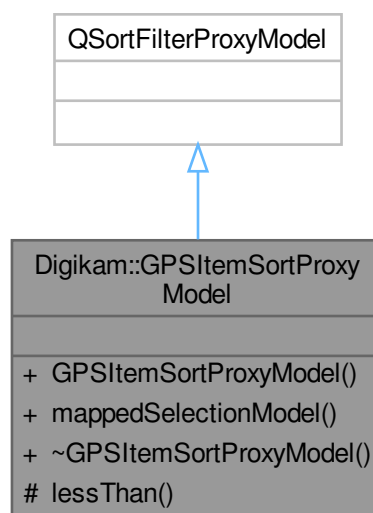 QSortFilterProxyModel
Digikam::GPSItemSortProxy
Model
+ GPSItemSortProxyModel()
+ mappedSelectionModel()
+ ~GPSItemSortProxyModel()
# lessThan()